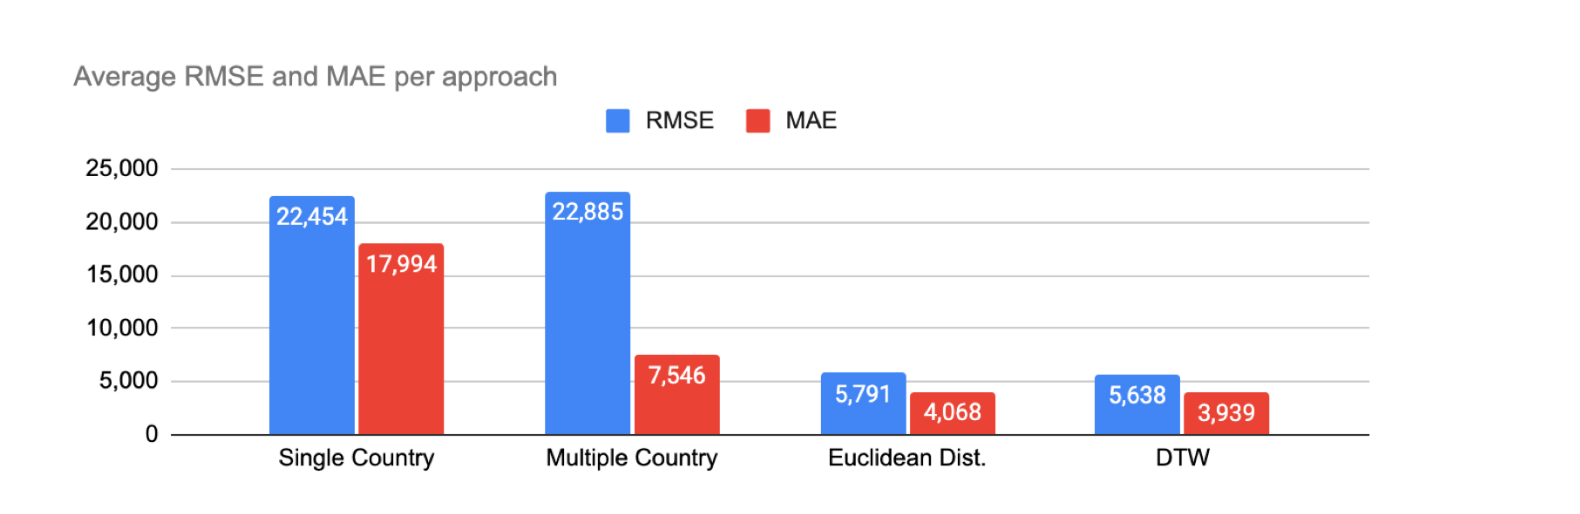 Average RMSE and MAE per approach
RMSE MAE
25,000
20,000
15,000
10,000
5,000
0
22,454
17,994
22,885
7,546
5,791
4,068
5,638
3,939
Single Country
Multiple Country
Euclidean Dist.
DTW